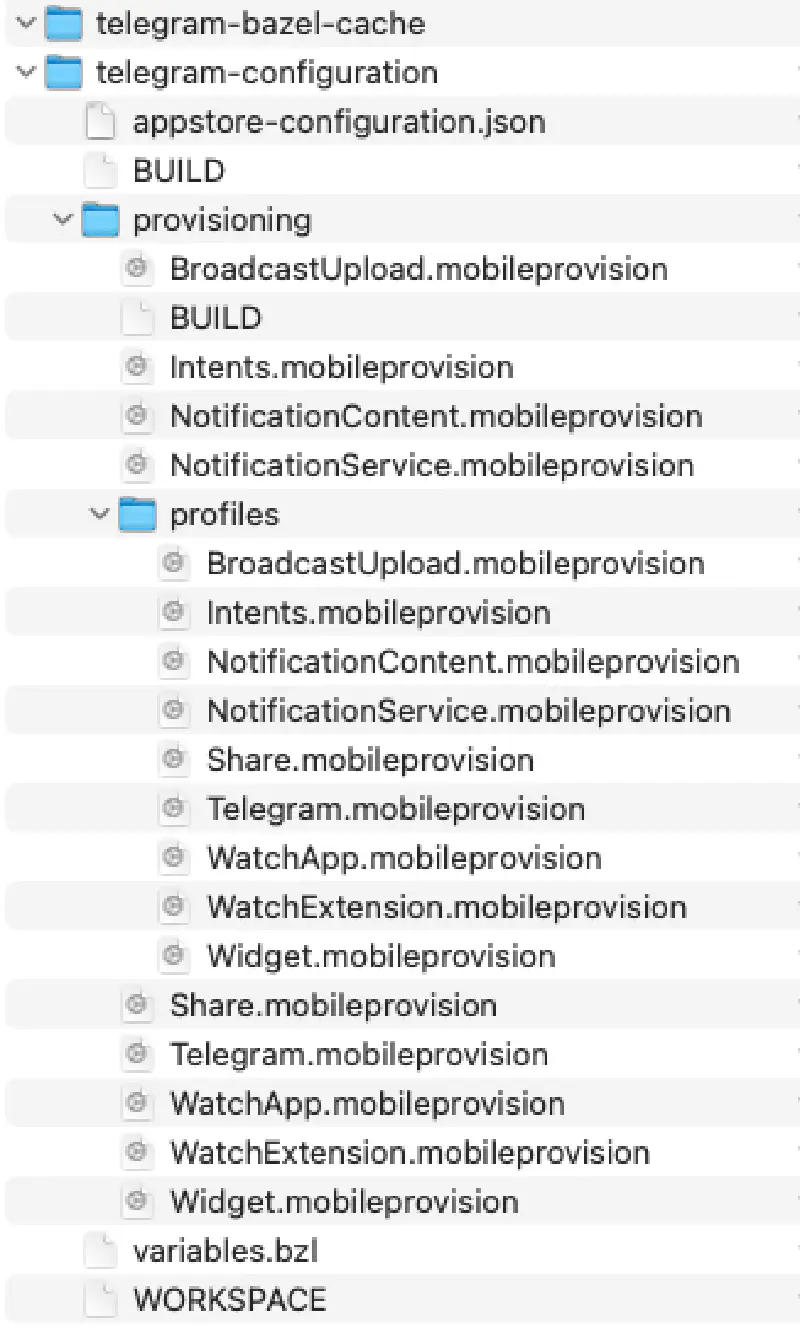 telegram-bazel-cache
telegram-configuration
appstore-configuration.json
BUILD
provisioning
BroadcastUpload.mobileprovision
BUILD
Intents.mobileprovision
NotificationContent.mobileprovision
NotificationService.mobileprovision
profiles
BroadcastUpload.mobileprovision
Intents.mobileprovision
NotificationContent.mobileprovision
NotificationService.mobileprovision
Share.mobileprovision
Telegram.mobileprovision
WatchApp.mobileprovision
WatchExtension.mobileprovision
Widget.mobileprovision
Share.mobileprovision
Telegram.mobileprovision
WatchApp.mobileprovision
WatchExtension.mobileprovision
Widget.mobileprovision
variables.bzl
WORKSPACE